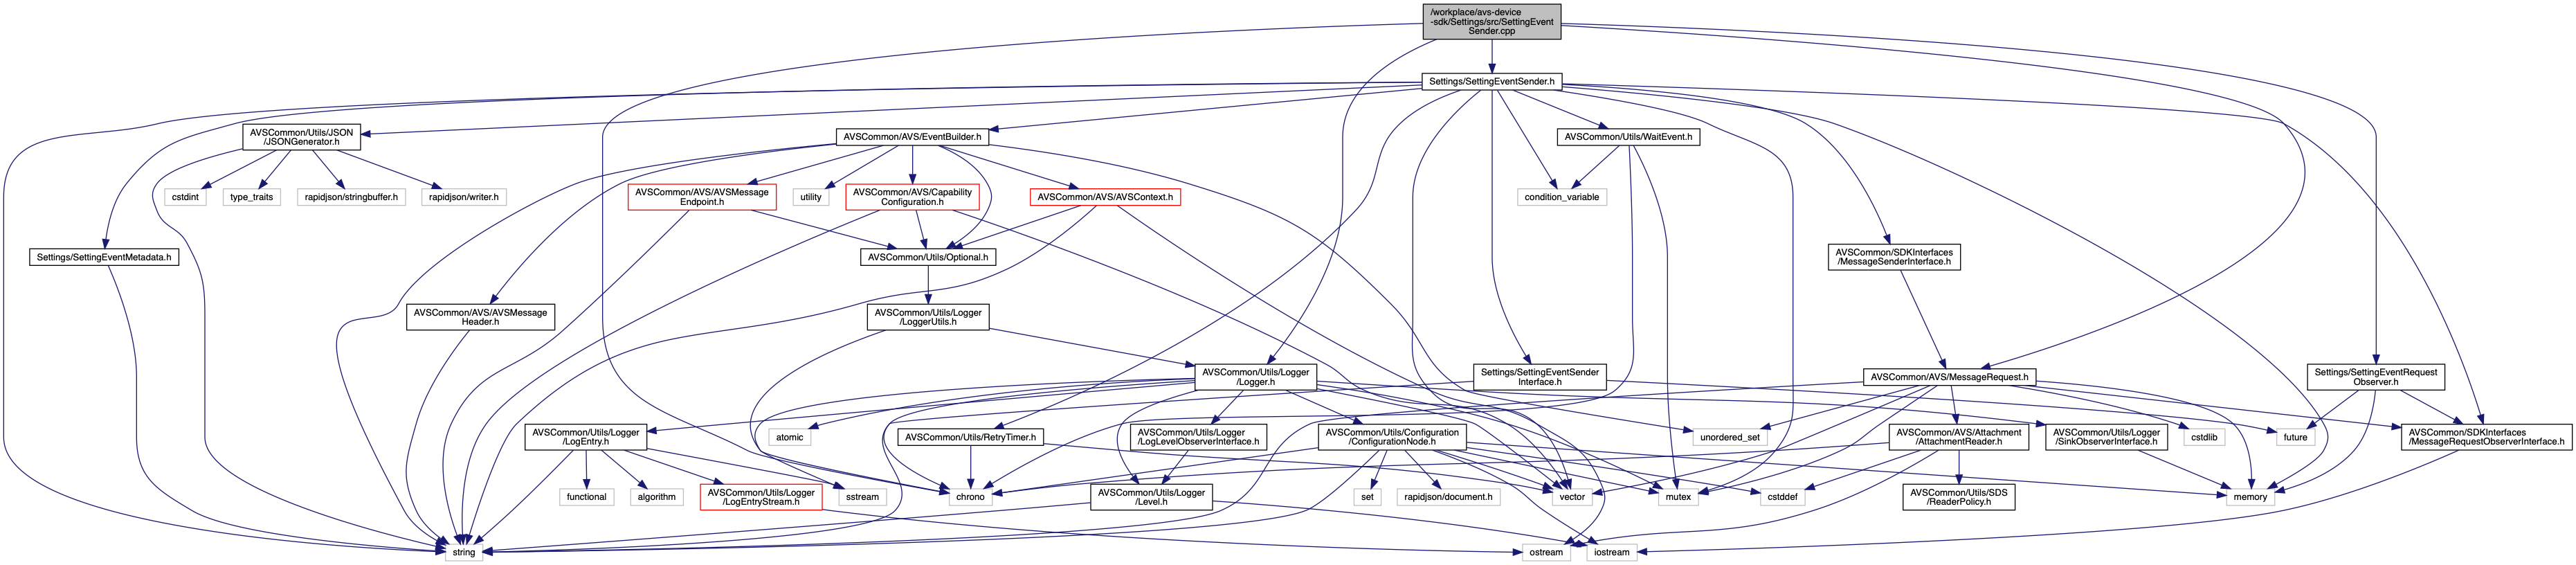 /workplace/avs-device
-sdk/Settings/src/SettingEvent
Sender.cpp
Settings/SettingEventSender.h
AVSCommon/Utils/JSON
/JSONGenerator.h
AVSCommon/AVS/EventBuilder.h
AVSCommon/Utils/WaitEvent.h
cstdint
type_traits
rapidjson/stringbuffer.h
rapidjson/writer.h
AVSCommon/AVS/AVSMessage
Endpoint.h
utility
AVSCommon/AVS/Capability
Configuration.h
AVSCommon/AVS/AVSContext.h
condition_variable
Settings/SettingEventMetadata.h
AVSCommon/Utils/Optional.h
AVSCommon/SDKInterfaces
/MessageSenderInterface.h
AVSCommon/AVS/AVSMessage
Header.h
AVSCommon/Utils/Logger
/LoggerUtils.h
AVSCommon/Utils/Logger
/Logger.h
Settings/SettingEventSender
Interface.h
AVSCommon/AVS/MessageRequest.h
Settings/SettingEventRequest
Observer.h
AVSCommon/Utils/Logger
/LogEntry.h
atomic
AVSCommon/Utils/RetryTimer.h
AVSCommon/Utils/Logger
/LogLevelObserverInterface.h
AVSCommon/Utils/Configuration
/ConfigurationNode.h
unordered_set
AVSCommon/AVS/Attachment
/AttachmentReader.h
AVSCommon/Utils/Logger
/SinkObserverInterface.h
cstdlib
future
AVSCommon/SDKInterfaces
/MessageRequestObserverInterface.h
functional
algorithm
AVSCommon/Utils/Logger
/LogEntryStream.h
sstream
chrono
AVSCommon/Utils/Logger
/Level.h
set
rapidjson/document.h
vector
mutex
cstddef
AVSCommon/Utils/SDS
/ReaderPolicy.h
memory
string
ostream
iostream